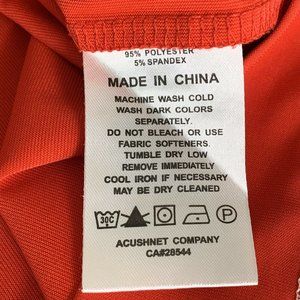 95% POLYESTER
5% SPANDEX
MADE IN CHINA
MACHINE WASH COLD
WASH DARK COLORS
SEPARATELY.
DO NOT BLEACH OR USE
FABRIC SOFTENERS.
TUMBLE DRY LOW
REMOVE IMMEDIATELY
COOL IRON IF NECESSARY
MAY BE DRY CLEANED
30C P
ACUSHNET COMPANY
CA#28544